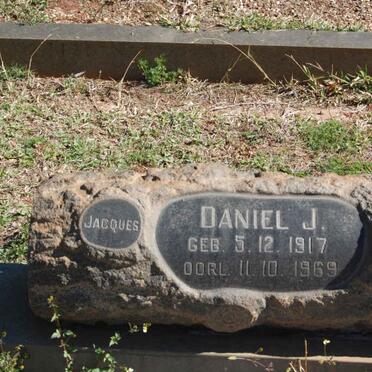 JACQUES
DANIEL J.
GEB. 5. 12. 1917
OORL. 11. 10. 1969